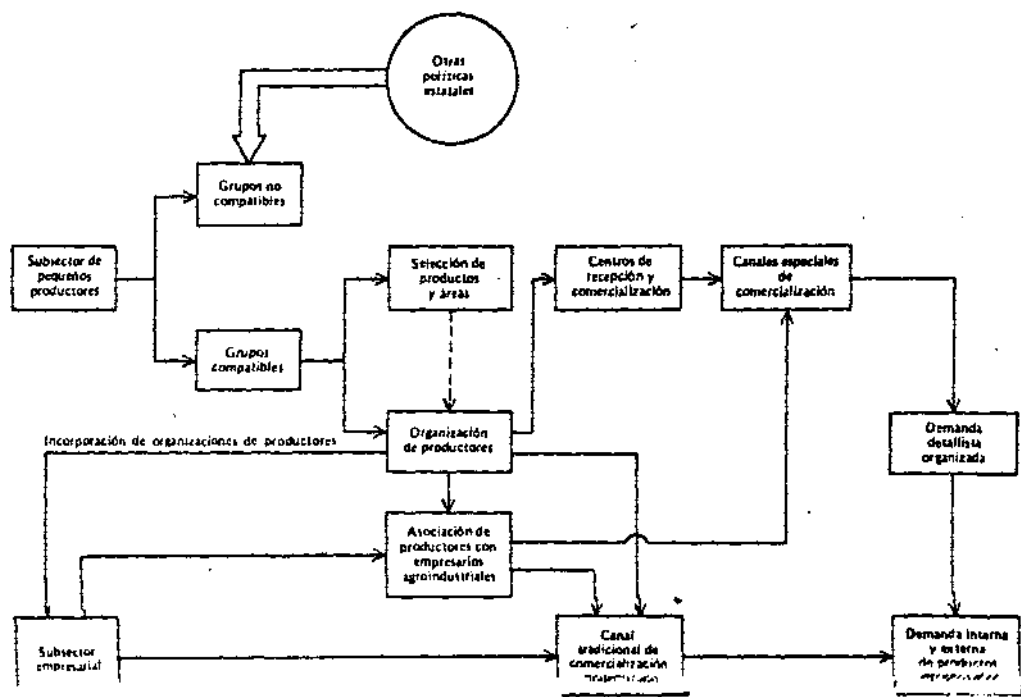 Otras
políticas
estatales
Grupos no
compatibles
Subsector de
pequeños
productores
Selección de
productos
y áreas
Centros de
recepción y
comercialización
Canales especiales
de
comercialización
Grupos
compatibles
Incorporación de organizaciones de productores
Organización
de productores
Demanda
detallista
organizada
Asociación de
productores con
empresarios
agroindustriales
Subsector
empresarial
Canal
tradicional de
comercialización
Demanda interna
y externa
de productos